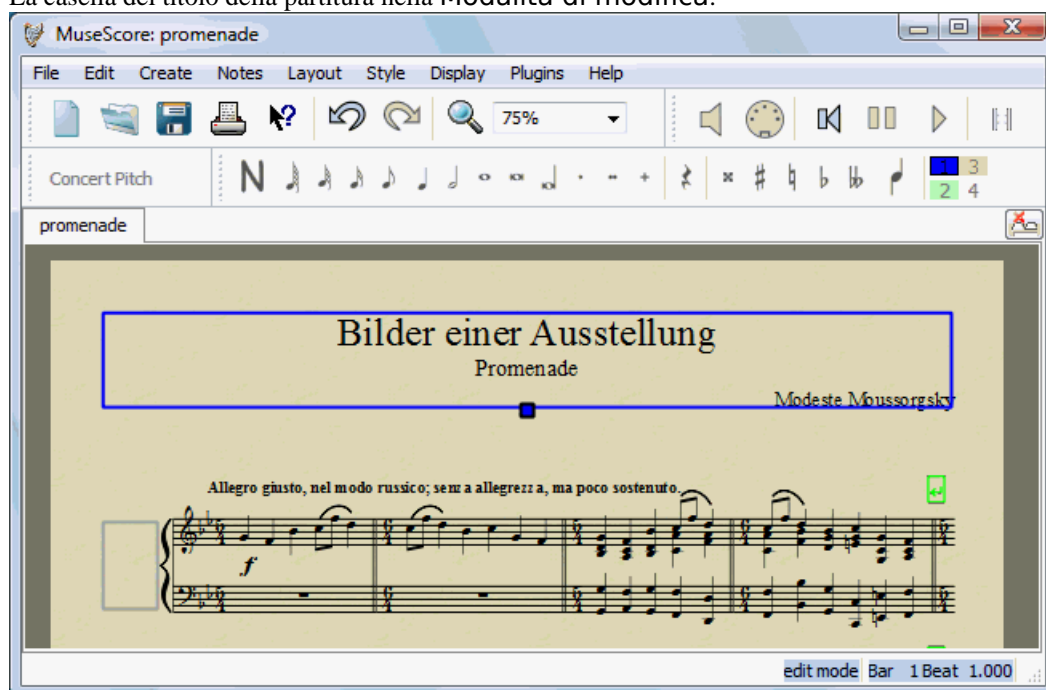 La casella del titolo della partitura nella Modalità di modifica.
MuseScore: promenade
File Edit Create Notes Layout Style Display Plugins Help
75%
Concert Pitch
N
1 3
2 4
promenade
Bilder einer Ausstellung
Promenade
Modeste Moussorgsky
Allegro giusto, nel modo russico; senza allegrezza, ma poco sostenuto.
f
edit mode Bar 1 Beat 1.000